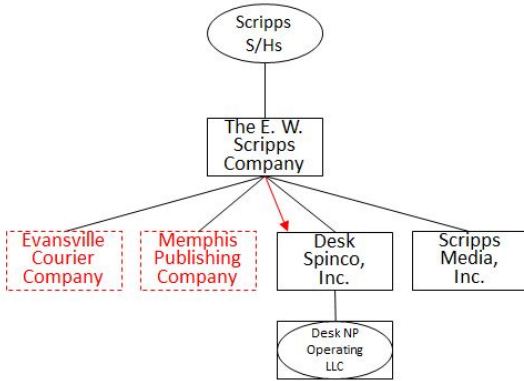 Scripps
S/Hs
The E. W.
Scripps
Company
Evansville
Courier
Company
Memphis
Publishing
Company
Desk
Spinco,
Inc.
Scripps
Media,
Inc.
Desk NP
Operating
LLC